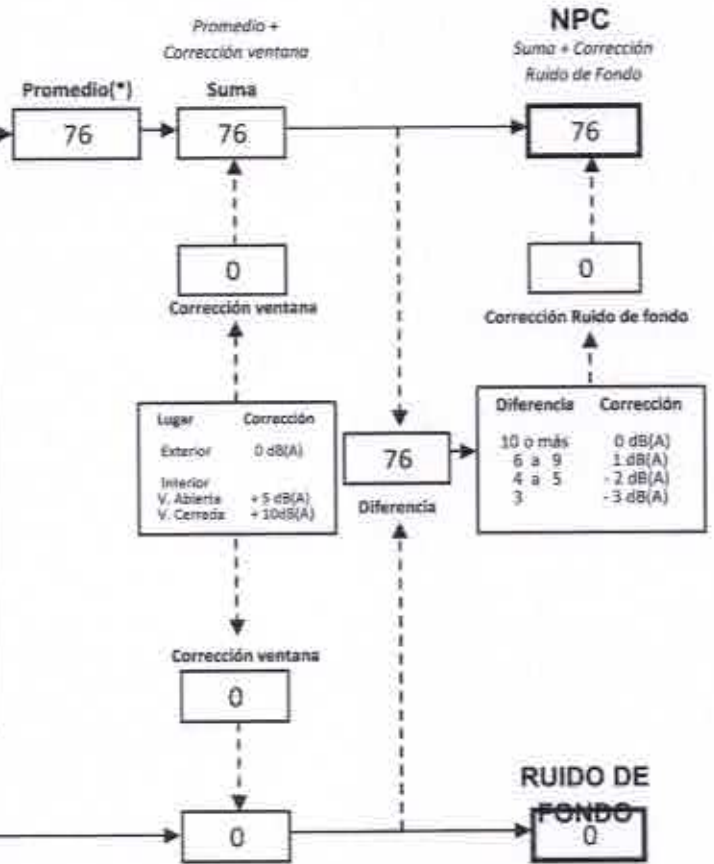 Promedio +
Corrección ventana
NPC
Suma + Corrección
Ruido de Fondo
Promedio(*)
Suma
76
76
76
0
0
Corrección ventana
Corrección Ruido de fondo
Lugar Corrección
Exterior 0 dB(A)
Interior
V. Abierta + 5 dB(A)
V. Cerrada + 10dB(A)
76
Diferencia
Diferencia Corrección
10 o más 0 dB(A)
6 a 9 1 dB(A)
4 a 5 - 2 dB(A)
3 - 3 dB(A)
Corrección ventana
0
RUIDO DE
FONDO
0
0